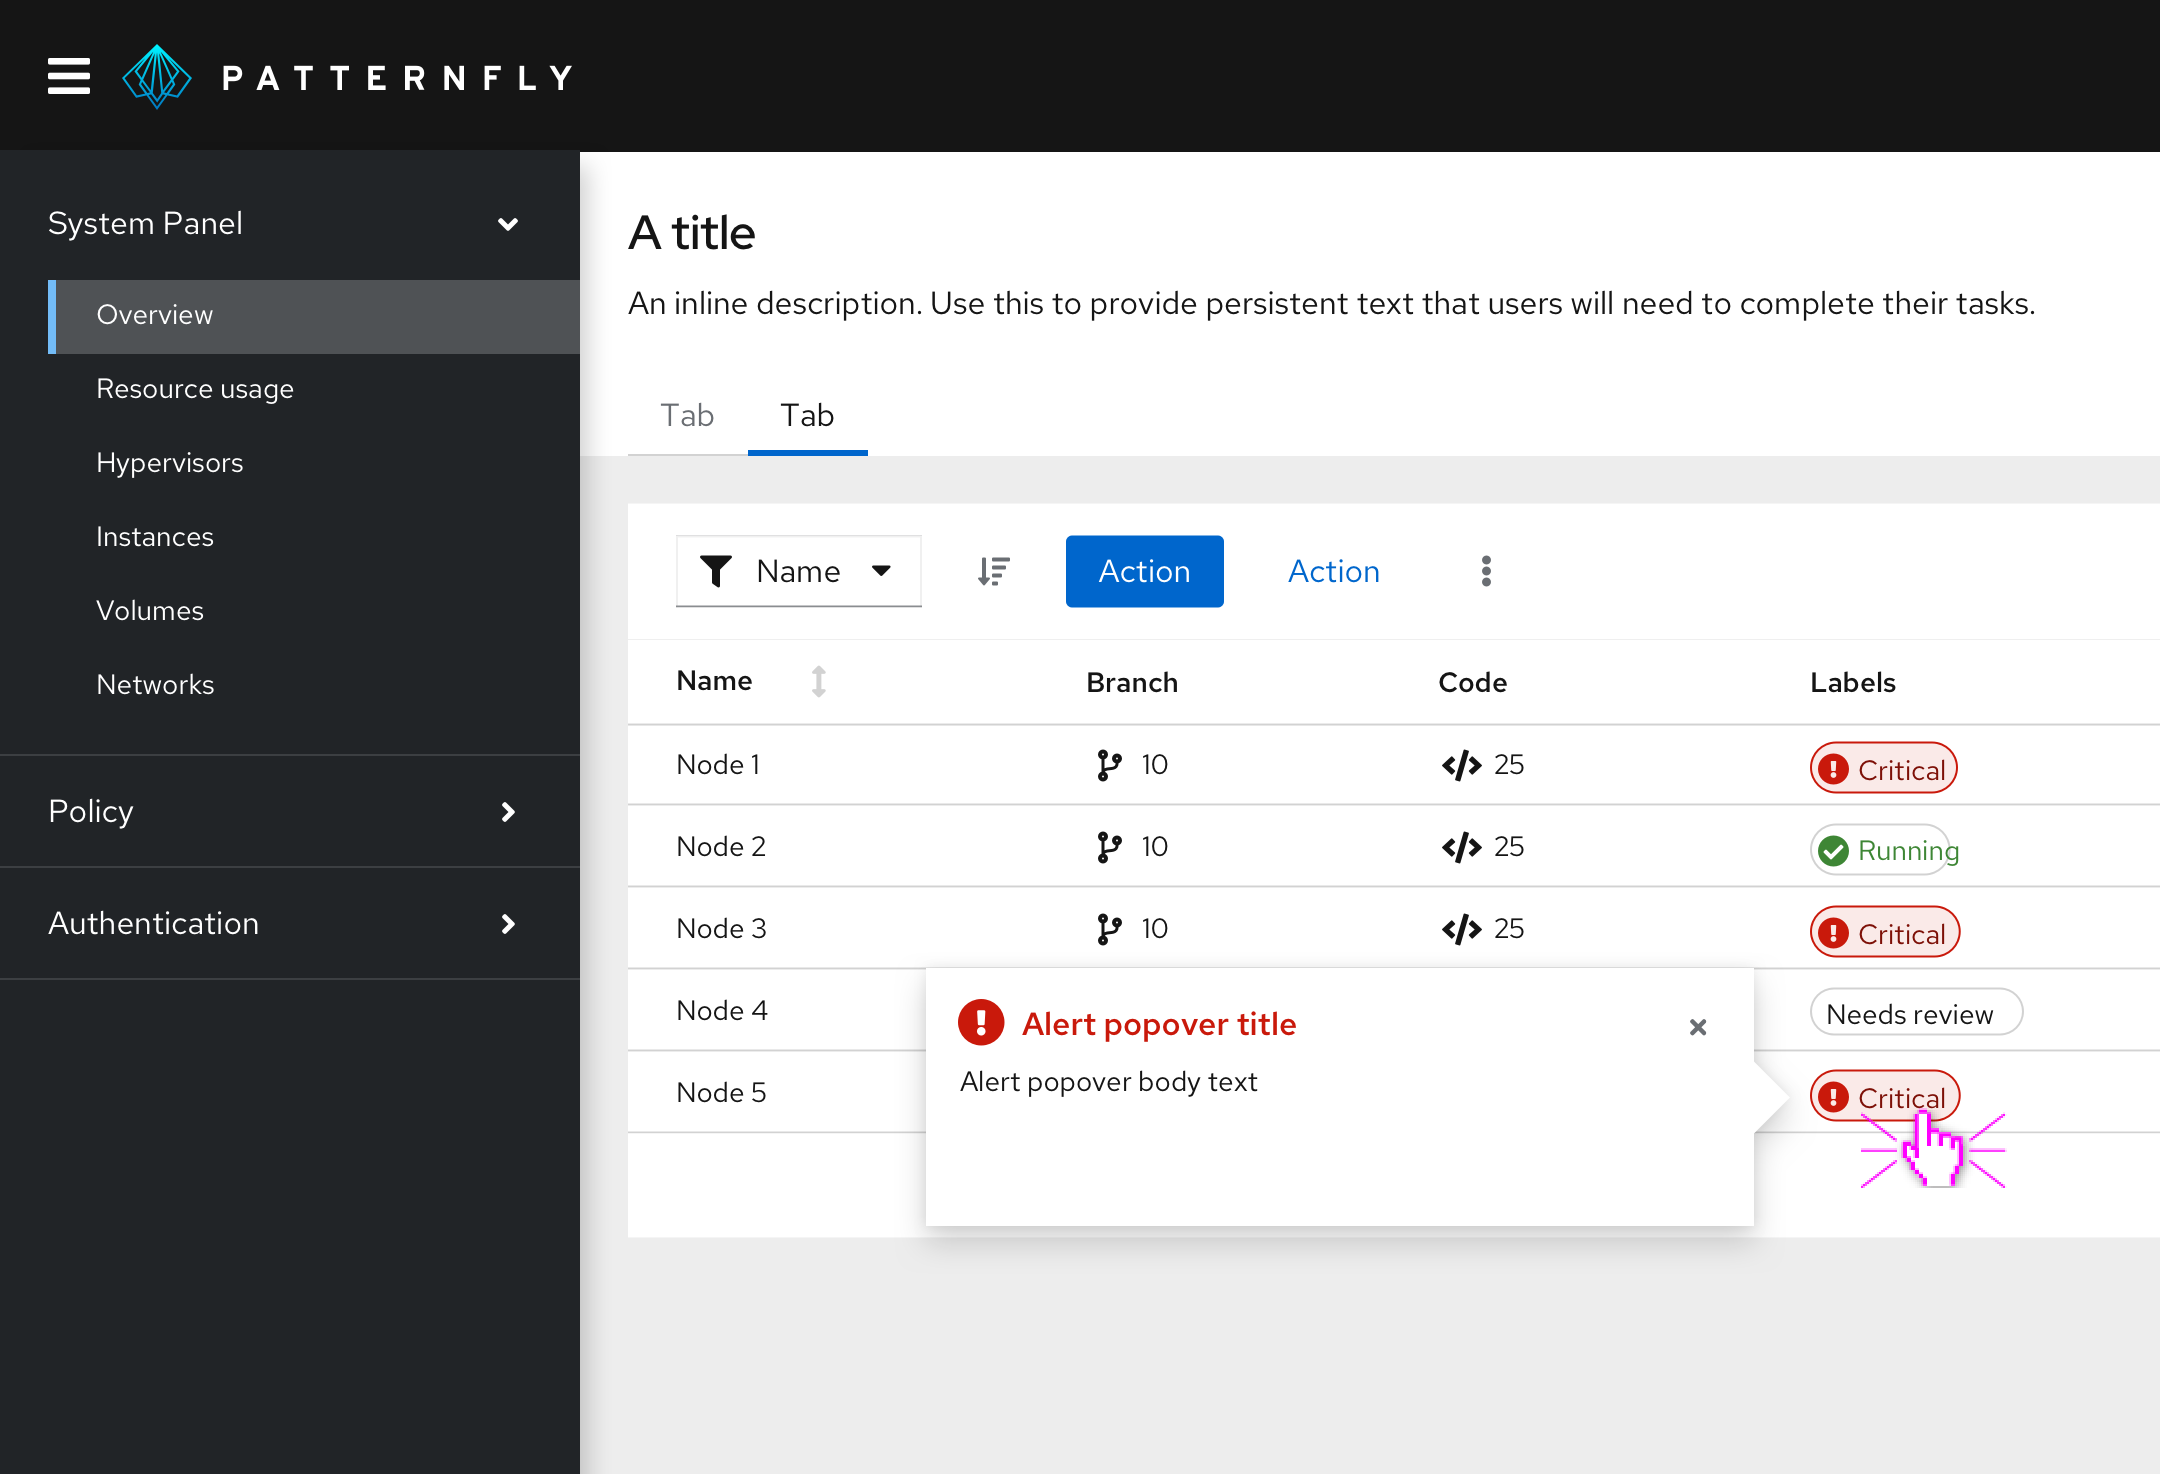 PATTERNFLY
System Panel
Overview
Resource usage
Hypervisors
Instances
Volumes
Networks
Policy
Authentication
A title
An inline description. Use this to provide persistent text that users will need to complete their tasks.
Tab Tab
Name Action Action
Name Branch Code Labels
Node 1 10 25 Critical
Node 2 10 25 Running
Node 3 10 25 Critical
Node 4 Needs review
Node 5 Critical
Alert popover title
Alert popover body text